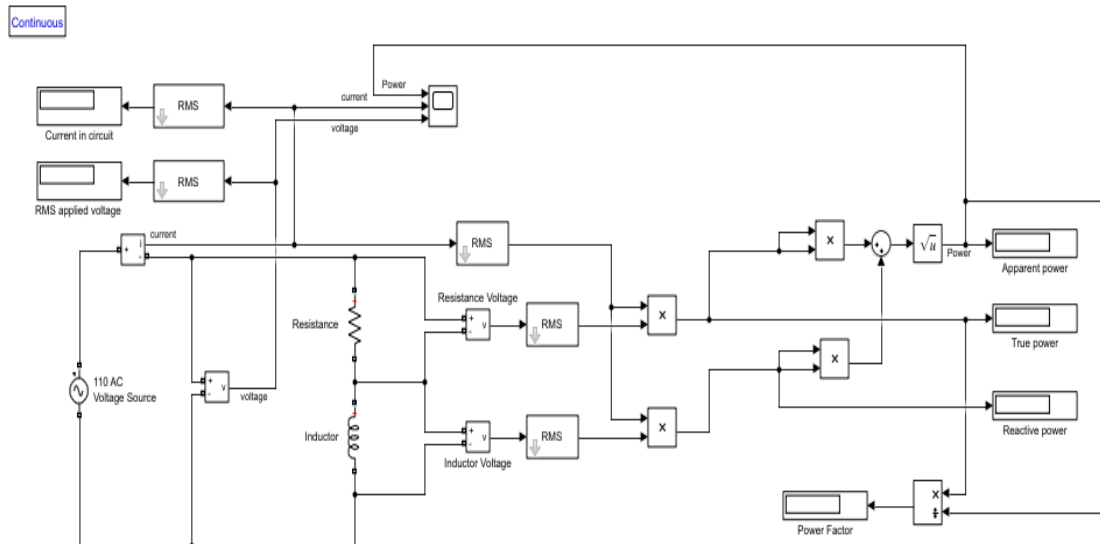 Continuous
Power
current
voltage
RMS
Current in circuit
RMS
RMS applied voltage
current
i
+
-
RMS
x
+
+
√u
Power
Apparent power
Resistance Voltage
+
-
v
RMS
x
True power
Resistance
x
110 AC
Voltage Source
+
-
v
voltage
Reactive power
Inductor
+
-
v
RMS
x
Inductor Voltage
x
÷
Power Factor